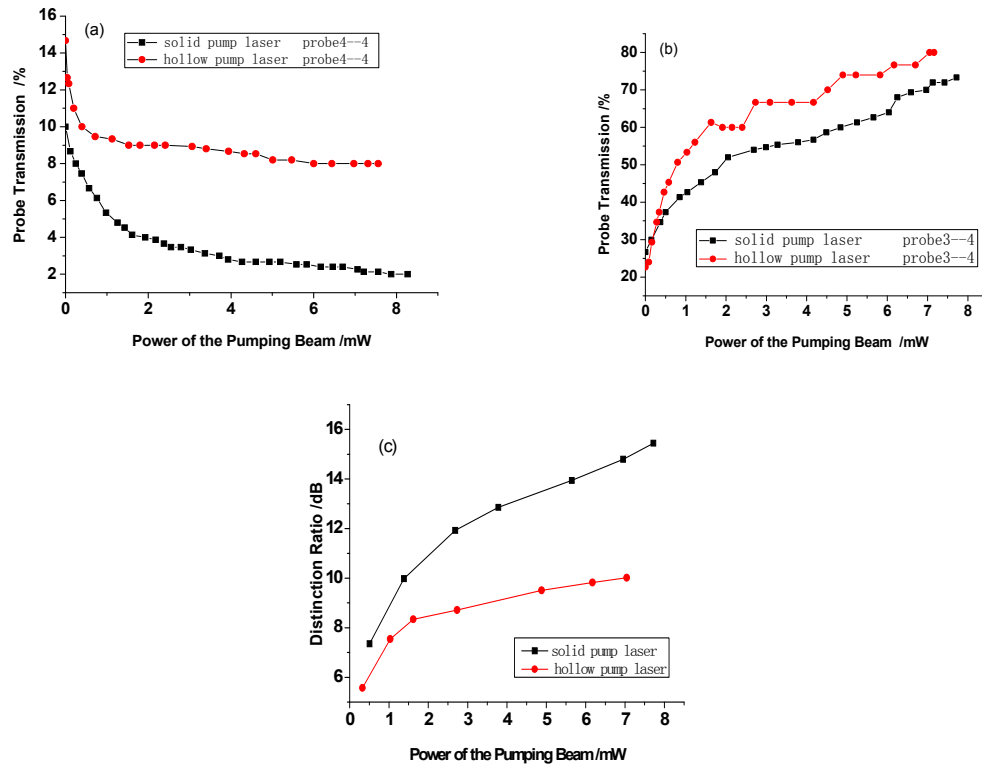 (a)
solid pump laser probe4--4
hollow pump laser probe4--4
16
14
12
10
8
6
4
2
0 2 4 6 8
Probe Transmission /%
Power of the Pumping Beam /mW
(b)
80
70
60
50
40
30
20
0 1 2 3 4 5 6 7 8
Probe Transmission /%
solid pump laser probe3--4
hollow pump laser probe3--4
Power of the Pumping Beam /mW
(c)
16
14
12
10
8
6
0 1 2 3 4 5 6 7 8
Distinction Ratio /dB
solid pump laser
hollow pump laser
Power of the Pumping Beam /mW